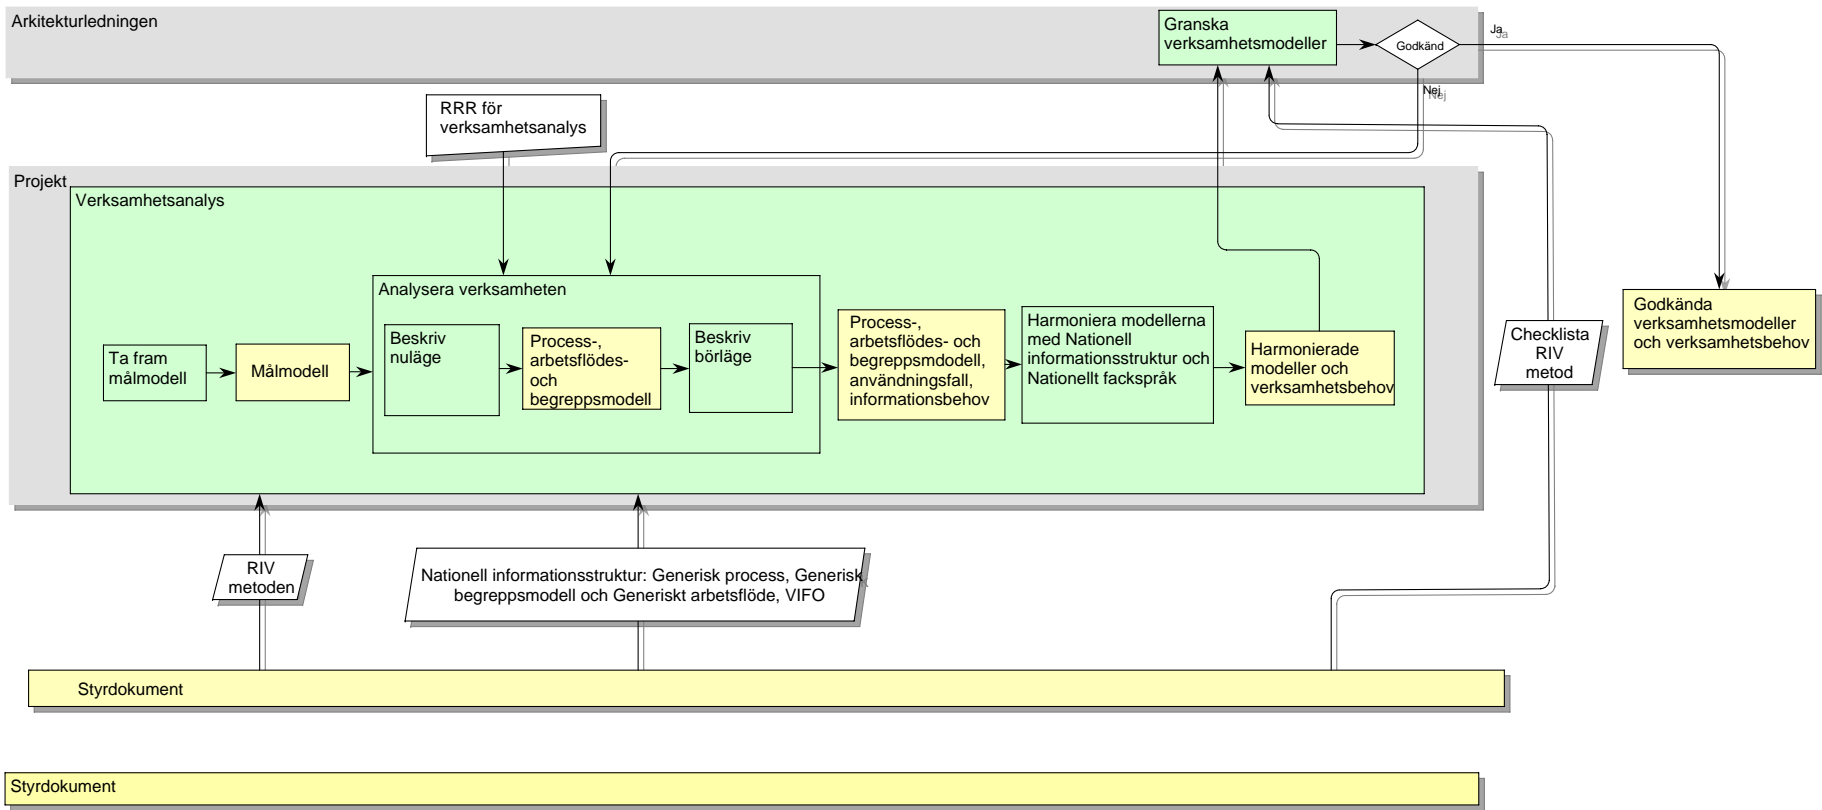 Arkitekturledningen
Granska
verksamhetsmodeller
Godkänd
Ja
Nej
RRR för
verksamhetsanalys
Projekt
Verksamhetsanalys
Analysera verksamheten
Ta fram
målmodell
Målmodell
Beskriv
nuläge
Process-,
arbetsflödes-
och
begreppsmodell
Beskriv
börläge
Process-,
arbetsflödes- och
begreppsmdodell,
användningsfall,
informationsbehov
Harmoniera modellerna
med Nationell
informationsstruktur och
Nationellt fackspråk
Harmonierade
modeller och
verksamhetsbehov
Checklista
RIV
metod
Godkända
verksamhetsmodeller
och verksamhetsbehov
RIV
metoden
Nationell informationsstruktur: Generisk process, Generisk
begreppsmodell och Generiskt arbetsflöde, VIFO
Styrdokument
Styrdokument